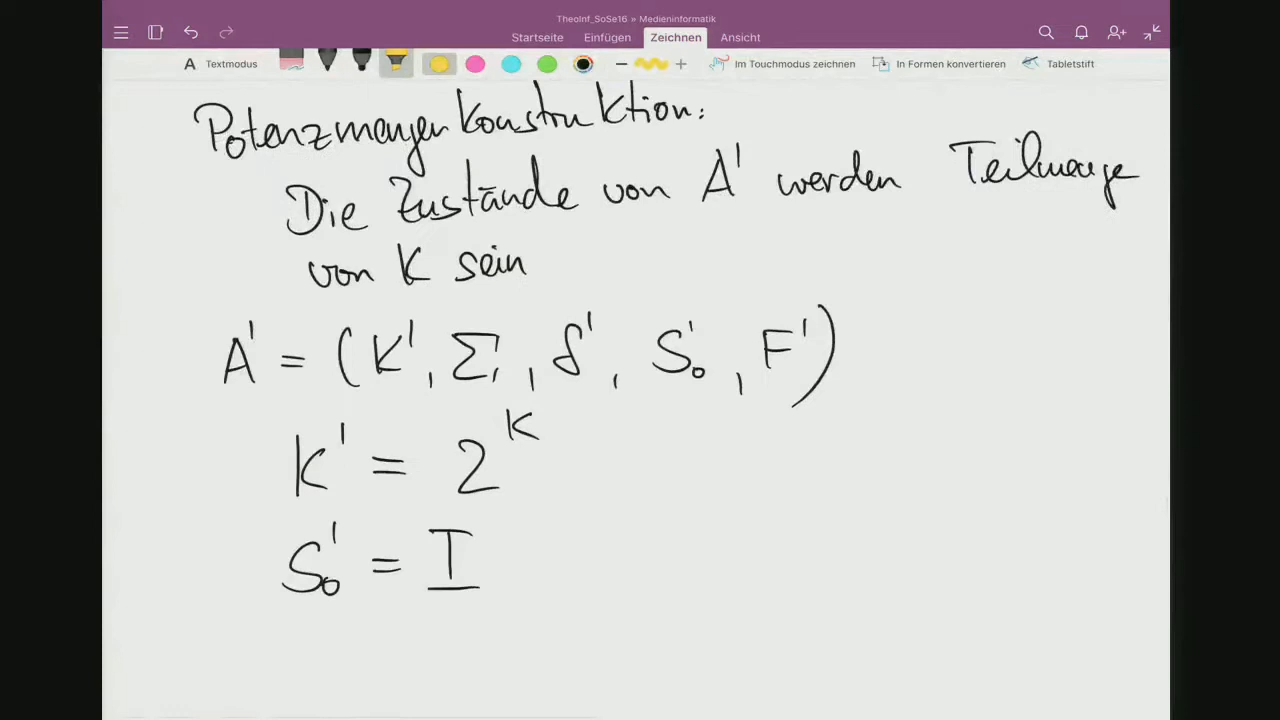 TheoInf_SoSe16 » Medieninformatik
Startseite Einfügen Zeichnen Ansicht
A Textmodus Im Touchmodus zeichnen In Formen konvertieren Tabletstift
Potenzmengenkonstruktion:
Die Zustände von A' werden Teilmenge
von K sein
A' = (K', Σ, δ', S₀', F')
K' = 2^K
S₀' = I